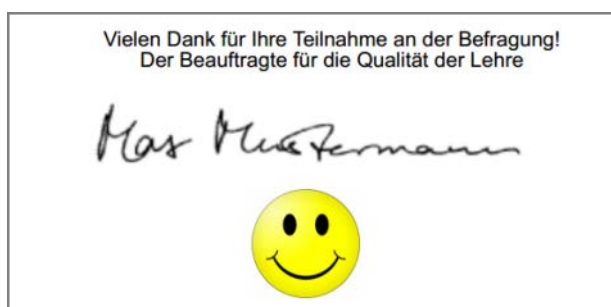 Vielen Dank für Ihre Teilnahme an der Befragung!
Der Beauftragte für die Qualität der Lehre
Max Mustermann